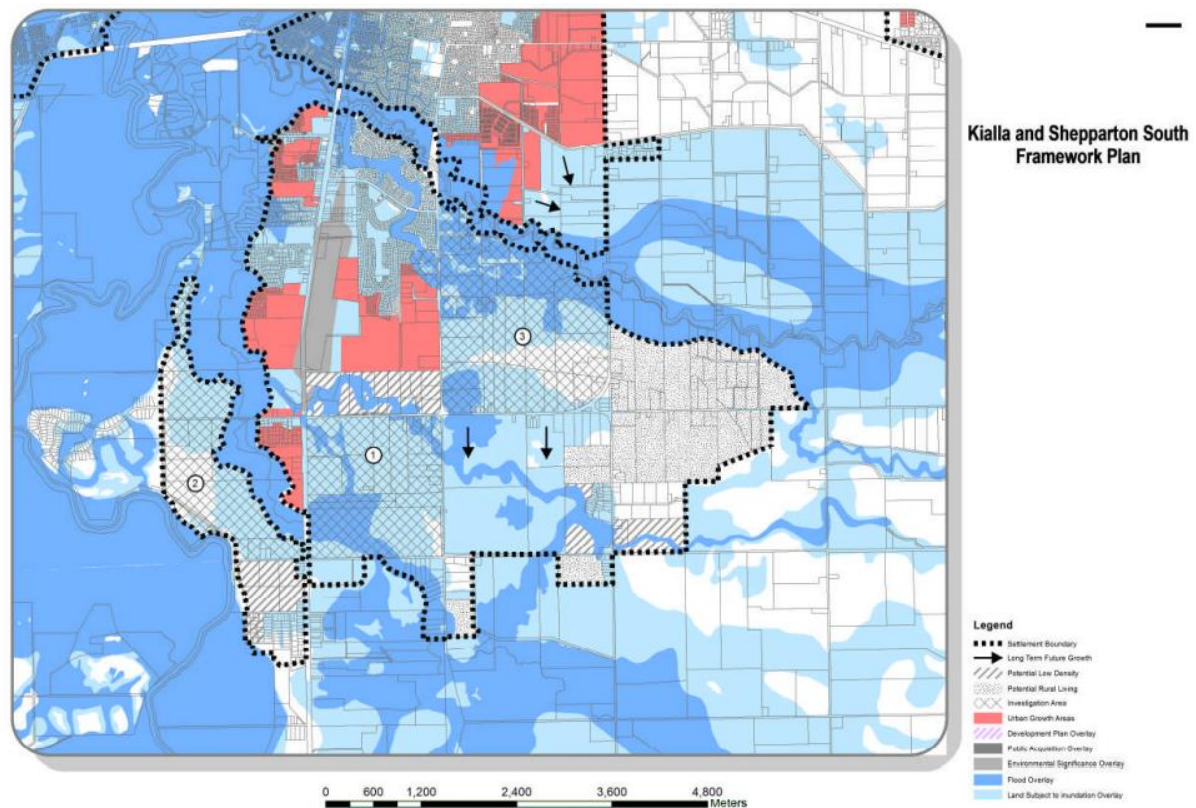 Kialla and Shepparton South
Framework Plan
3
1
2
Legend
Settlement Boundary
Long Term Future Growth
Potential Low Density
Potential Rural Living
Investigation Area
Urban Growth Areas
Development Plan Overlay
Public Acquisition Overlay
Environmental Significance Overlay
Flood Overlay
Land Subject to Inundation Overlay
0 600 1,200 2,400 3,600 4,800
Meters